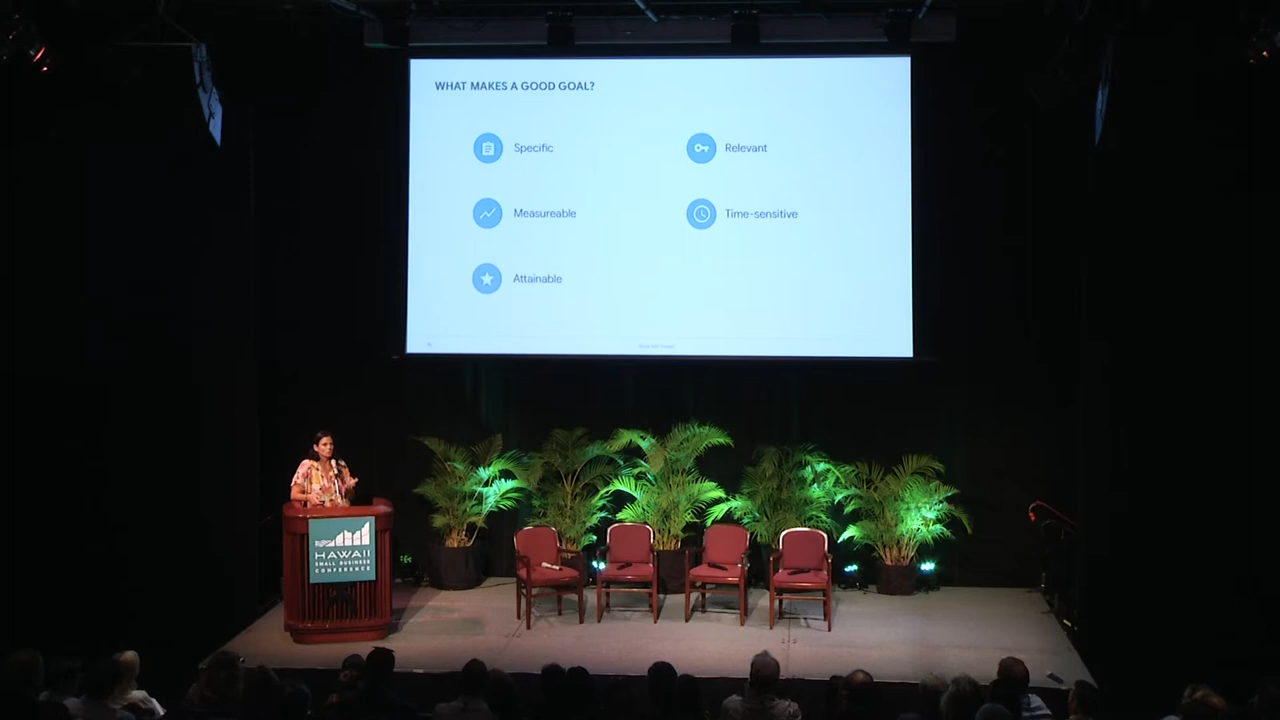 WHAT MAKES A GOOD GOAL?
Specific
Measureable
Attainable
Relevant
Time-sensitive
HAWAII
SMALL BUSINESS
CONFERENCE